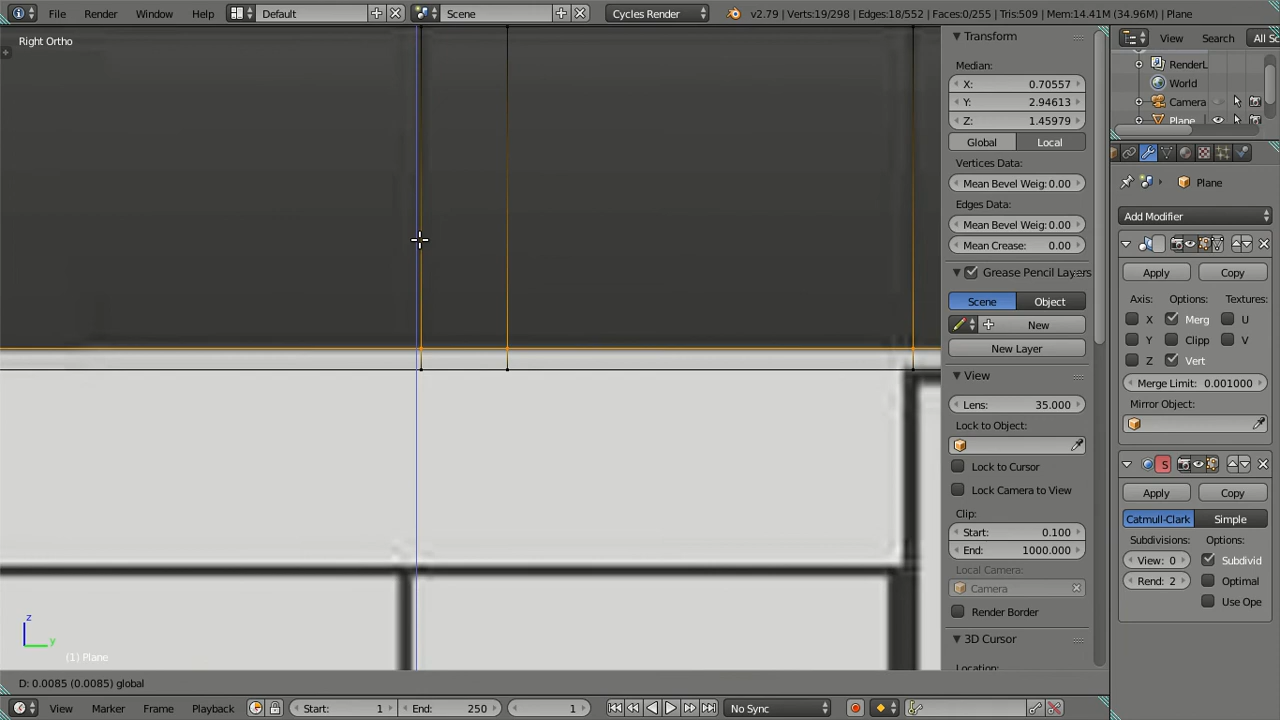 File Render Window Help Default Scene Cycles Render v2.79 | Verts:19/298 | Edges:18/552 | Faces:0/255 | Tris:509 | Mem:14.41M (34.96M) | Plane
Right Ortho
Transform
Median:
X: 0.70557
Y: 2.94613
Z: 1.45979
Global Local
Vertices Data:
Mean Bevel Weig: 0.00
Edges Data:
Mean Bevel Weig: 0.00
Mean Crease: 0.00
Grease Pencil Layers
Scene Object
New
New Layer
View
Lens: 35.000
Lock to Object:
Lock to Cursor
Lock Camera to View
Clip:
Start: 0.100
End: 1000.000
Local Camera:
Camera
Render Border
3D Cursor
Location:
View Search All Sc
RenderL
World
Camera
Plane
Plane
Add Modifier
Apply Copy
Axis: Options: Textures:
X Merg U
Y Clipp V
Z Vert
Merge Limit: 0.001000
Mirror Object:
S
Apply Copy
Catmull-Clark Simple
Subdivisions: Options:
View: 0 Subdivid
Rend: 2 Optimal
Use Ope
z
y
(1) Plane
D: 0.0085 (0.0085) global
View Marker Frame Playback Start: 1 End: 250 1 No Sync